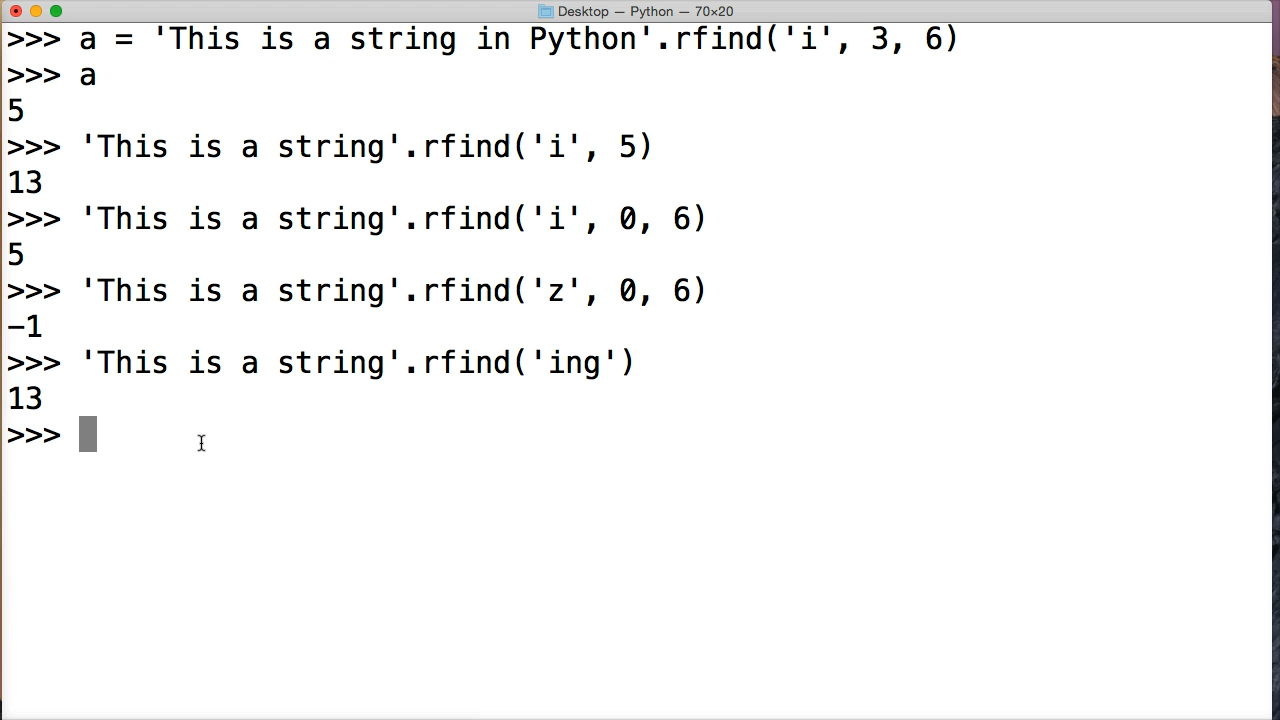 Desktop — Python — 70×20
>>> a = 'This is a string in Python'.rfind('i', 3, 6)
>>> a
5
>>> 'This is a string'.rfind('i', 5)
13
>>> 'This is a string'.rfind('i', 0, 6)
5
>>> 'This is a string'.rfind('z', 0, 6)
-1
>>> 'This is a string'.rfind('ing')
13
>>>